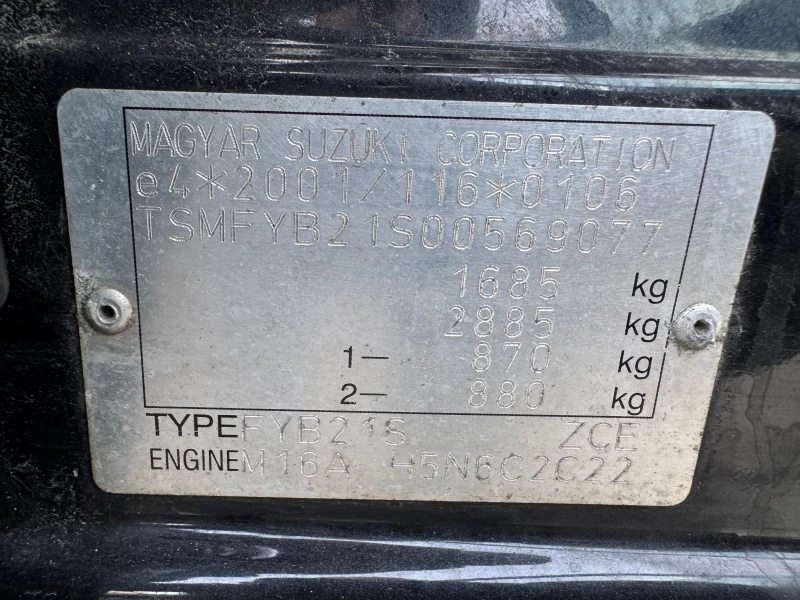 MAGYAR SUZUKI CORPORATION
e4*2001/116*0106
TSMFYB21S00569077
1685 kg
2885 kg
1— 870 kg
2— 880 kg
TYPE FYB21S ZCE
ENGINE M16A H5N6C2C22